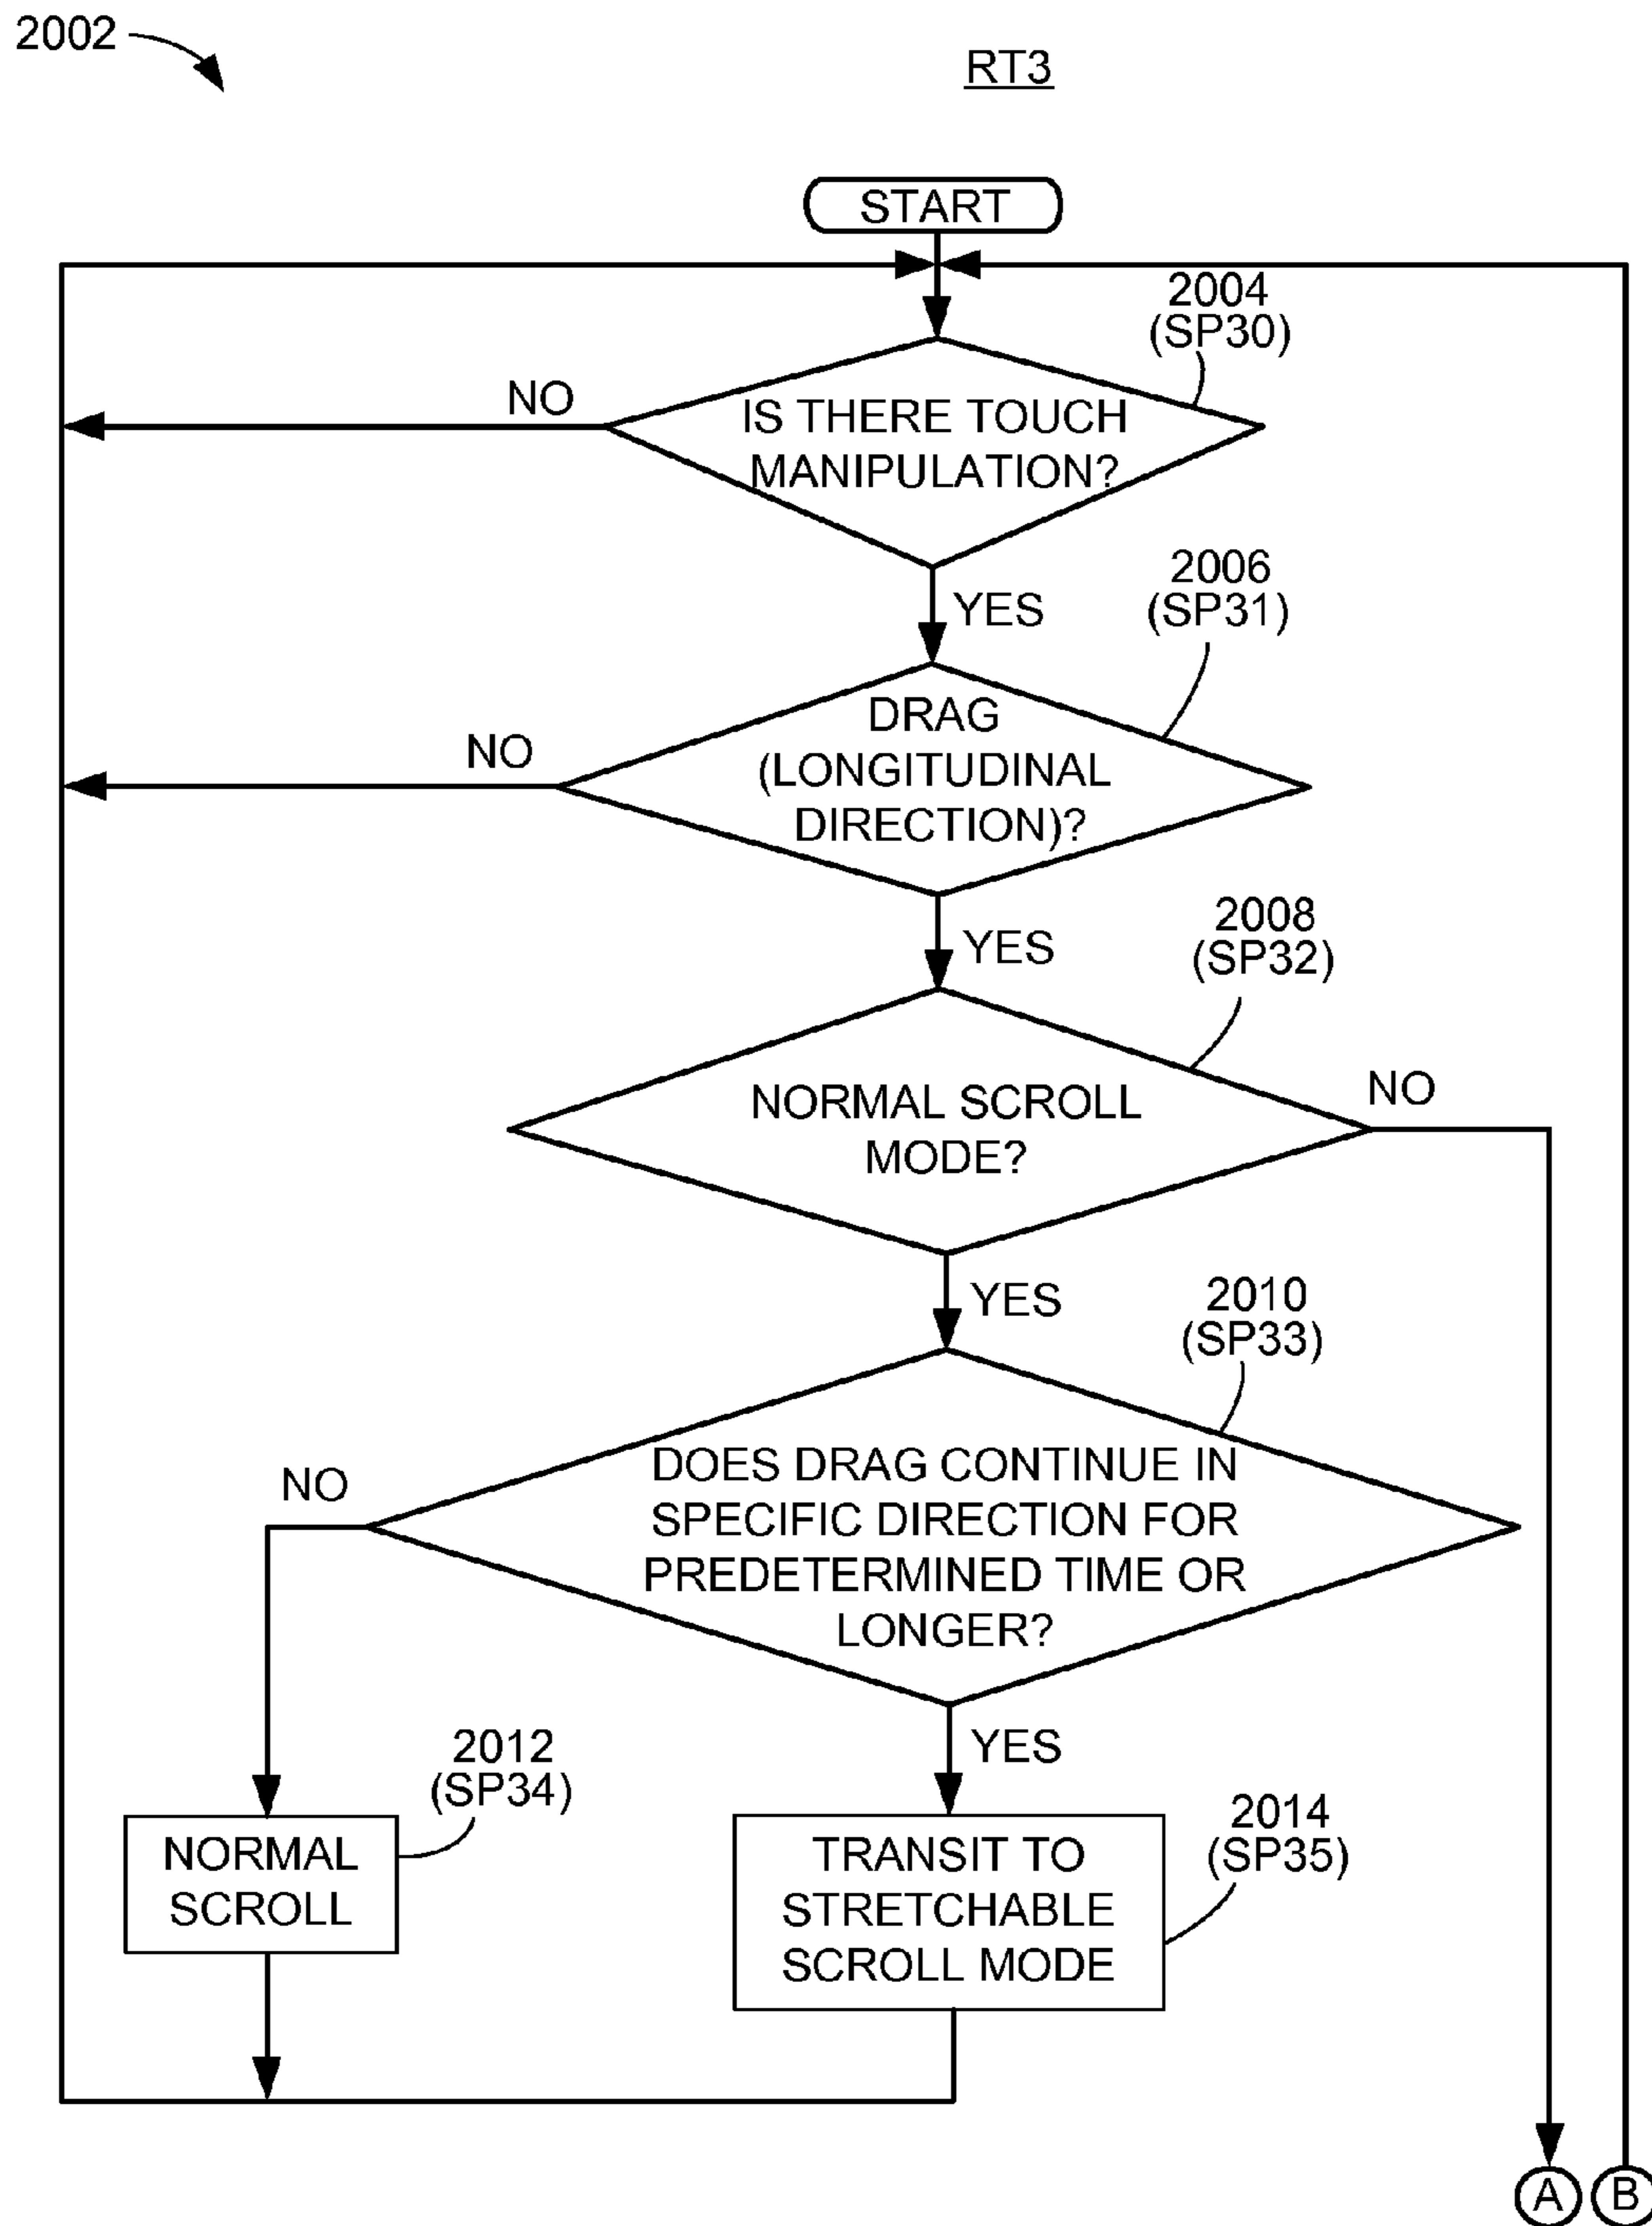 2002
RT3
START
2004
(SP30)
NO
IS THERE TOUCH
MANIPULATION?
YES
2006
(SP31)
NO
DRAG
(LONGITUDINAL
DIRECTION)?
YES
2008
(SP32)
NORMAL SCROLL
MODE?
NO
YES
2010
(SP33)
NO
DOES DRAG CONTINUE IN
SPECIFIC DIRECTION FOR
PREDETERMINED TIME OR
LONGER?
YES
2012
(SP34)
NORMAL
SCROLL
2014
(SP35)
TRANSIT TO
STRETCHABLE
SCROLL MODE
A
B